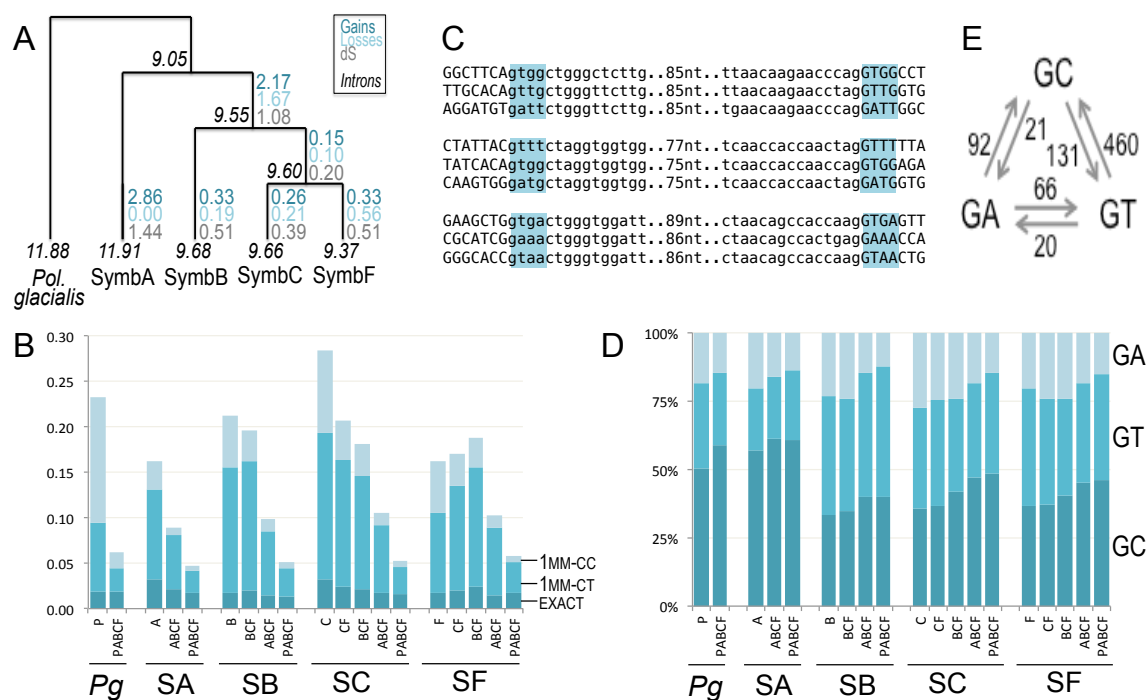 A
Gains
Losses
dS
Introns
9.05
2.17
1.67
1.08
9.55
0.15
0.10
0.20
9.60
2.86 0.33 0.26 0.33
0.00 0.19 0.21 0.56
1.44 0.51 0.39 0.51
11.88 11.91 9.68 9.66 9.37
Pol. glacialis SymbA SymbB SymbC SymbF
C
GGCTTCAgtggctgggctcttg..85nt..ttaacaagaacccagGTGGCCT
TTGCACAgttgctgggttcttg..85nt..ttaacaagaacctagGTTGGTG
AGGATGTgattctgggttcttg..85nt..tgaacaagaacccagGATTGGC
CTATTACgtttctaggtggtgg..77nt..tcaaccaccaactagGTTTTTA
TATCACAgtggctaggtggtgg..75nt..tcaaccaccaactagGTGGAGA
CAAGTGGgatgctaggtggtgg..75nt..tcaaccaccaactagGATGGTG
GAAGCTGgtgactgggtggatt..89nt..ctaacagccaccaagGTGAGTT
CGCATCGgaaactgggtggatt..86nt..ctaacagccactgagGAAACCA
GGGCACCgtaactgggtggatt..86nt..ctaacagccaccaagGTAACTG
E
GC
92 21 131 460
66
GA GT
20
B
0.30
0.25
0.20
0.15
0.10
0.05
0.00
1MM-CC
1MM-CT
EXACT
P PABCF A ABCF PABCF B BCF ABCF PABCF C CF BCF ABCF PABCF F CF BCF ABCF PABCF
Pg SA SB SC SF
D
100%
75%
50%
25%
0%
GA
GT
GC
P PABCF A ABCF PABCF B BCF ABCF PABCF C CF BCF ABCF PABCF F CF BCF ABCF PABCF
Pg SA SB SC SF